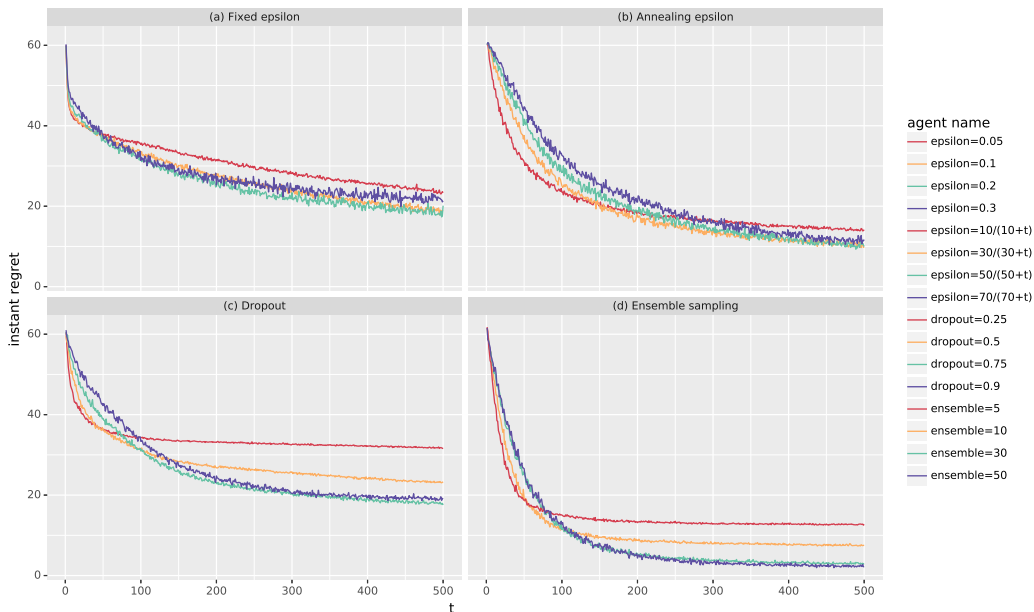 (a) Fixed epsilon
(b) Annealing epsilon
60
40
20
0
(c) Dropout
(d) Ensemble sampling
60
40
20
0
0
100
200
300
400
500
0
100
200
300
400
500
t
instant regret
agent name
epsilon=0.05
epsilon=0.1
epsilon=0.2
epsilon=0.3
epsilon=10/(10+t)
epsilon=30/(30+t)
epsilon=50/(50+t)
epsilon=70/(70+t)
dropout=0.25
dropout=0.5
dropout=0.75
dropout=0.9
ensemble=5
ensemble=10
ensemble=30
ensemble=50